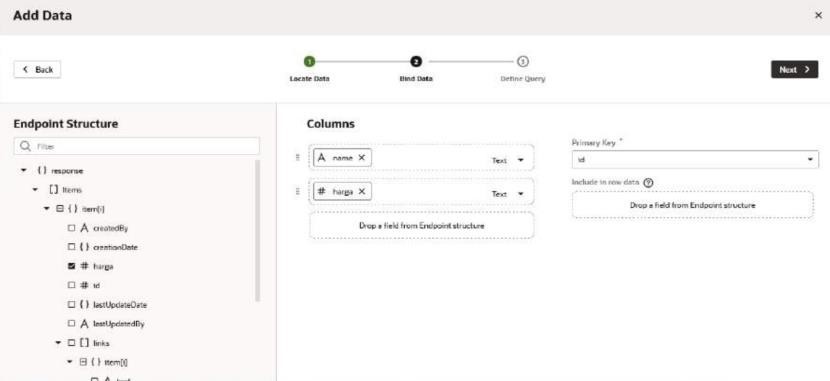 Add Data
Back
1
2
3
Locate Data
Bind Data
Define Query
Next
Endpoint Structure
Filter
{ } response
[ ] Items
{ } item[i]
A createdBy
{ } creationDate
# harga
# id
{ } lastUpdateDate
A lastUpdatedBy
[ ] links
{ } item[i]
Columns
A name X
Text
# harga X
Text
Drop a field from Endpoint structure
Primary Key *
id
Include in row data ?
Drop a field from Endpoint structure